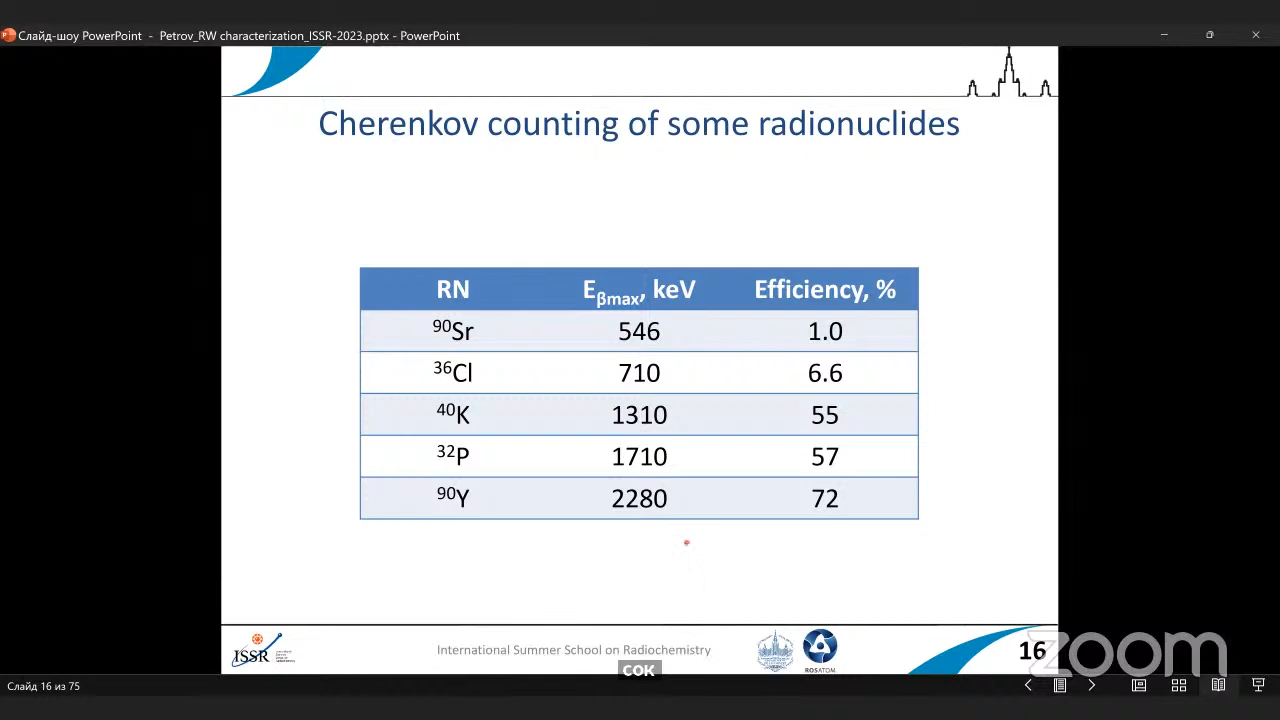 Слайд-шоу PowerPoint - Petrov_RW characterization_ISSR-2023.pptx - PowerPoint
Cherenkov counting of some radionuclides
RN Eβmax, keV Efficiency, %
90Sr 546 1.0
36Cl 710 6.6
40K 1310 55
32P 1710 57
90Y 2280 72
ISSR
International Summer School on Radiochemistry
ROSATOM
16
zoom
СОК
Слайд 16 из 75